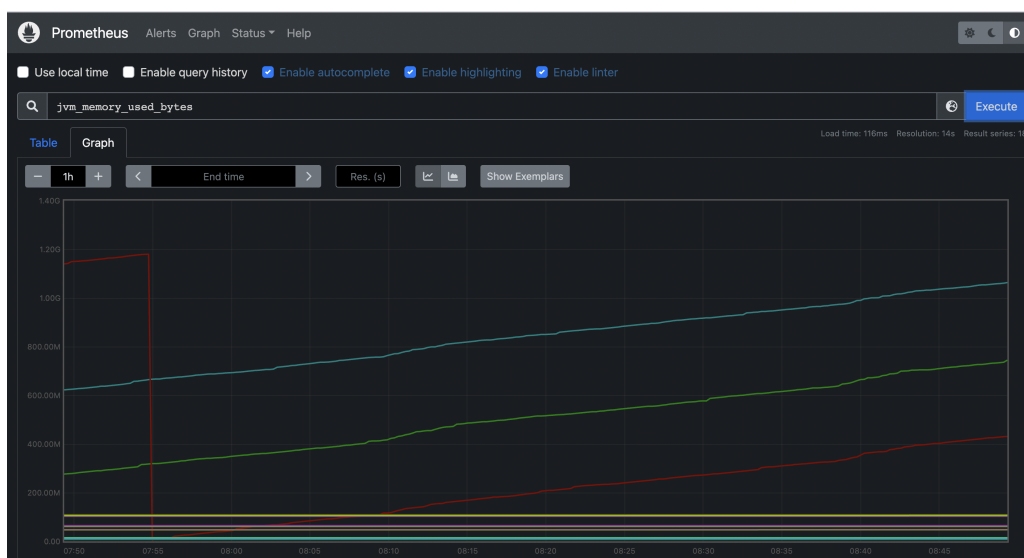 Prometheus Alerts Graph Status Help
Use local time Enable query history Enable autocomplete Enable highlighting Enable linter
jvm_memory_used_bytes Execute
Load time: 116ms Resolution: 14s Result series: 18
Table Graph
− 1h + < End time > Res. (s) Show Exemplars
1.40G
1.20G
1.00G
800.00M
600.00M
400.00M
200.00M
0.00
07:50 07:55 08:00 08:05 08:10 08:15 08:20 08:25 08:30 08:35 08:40 08:45